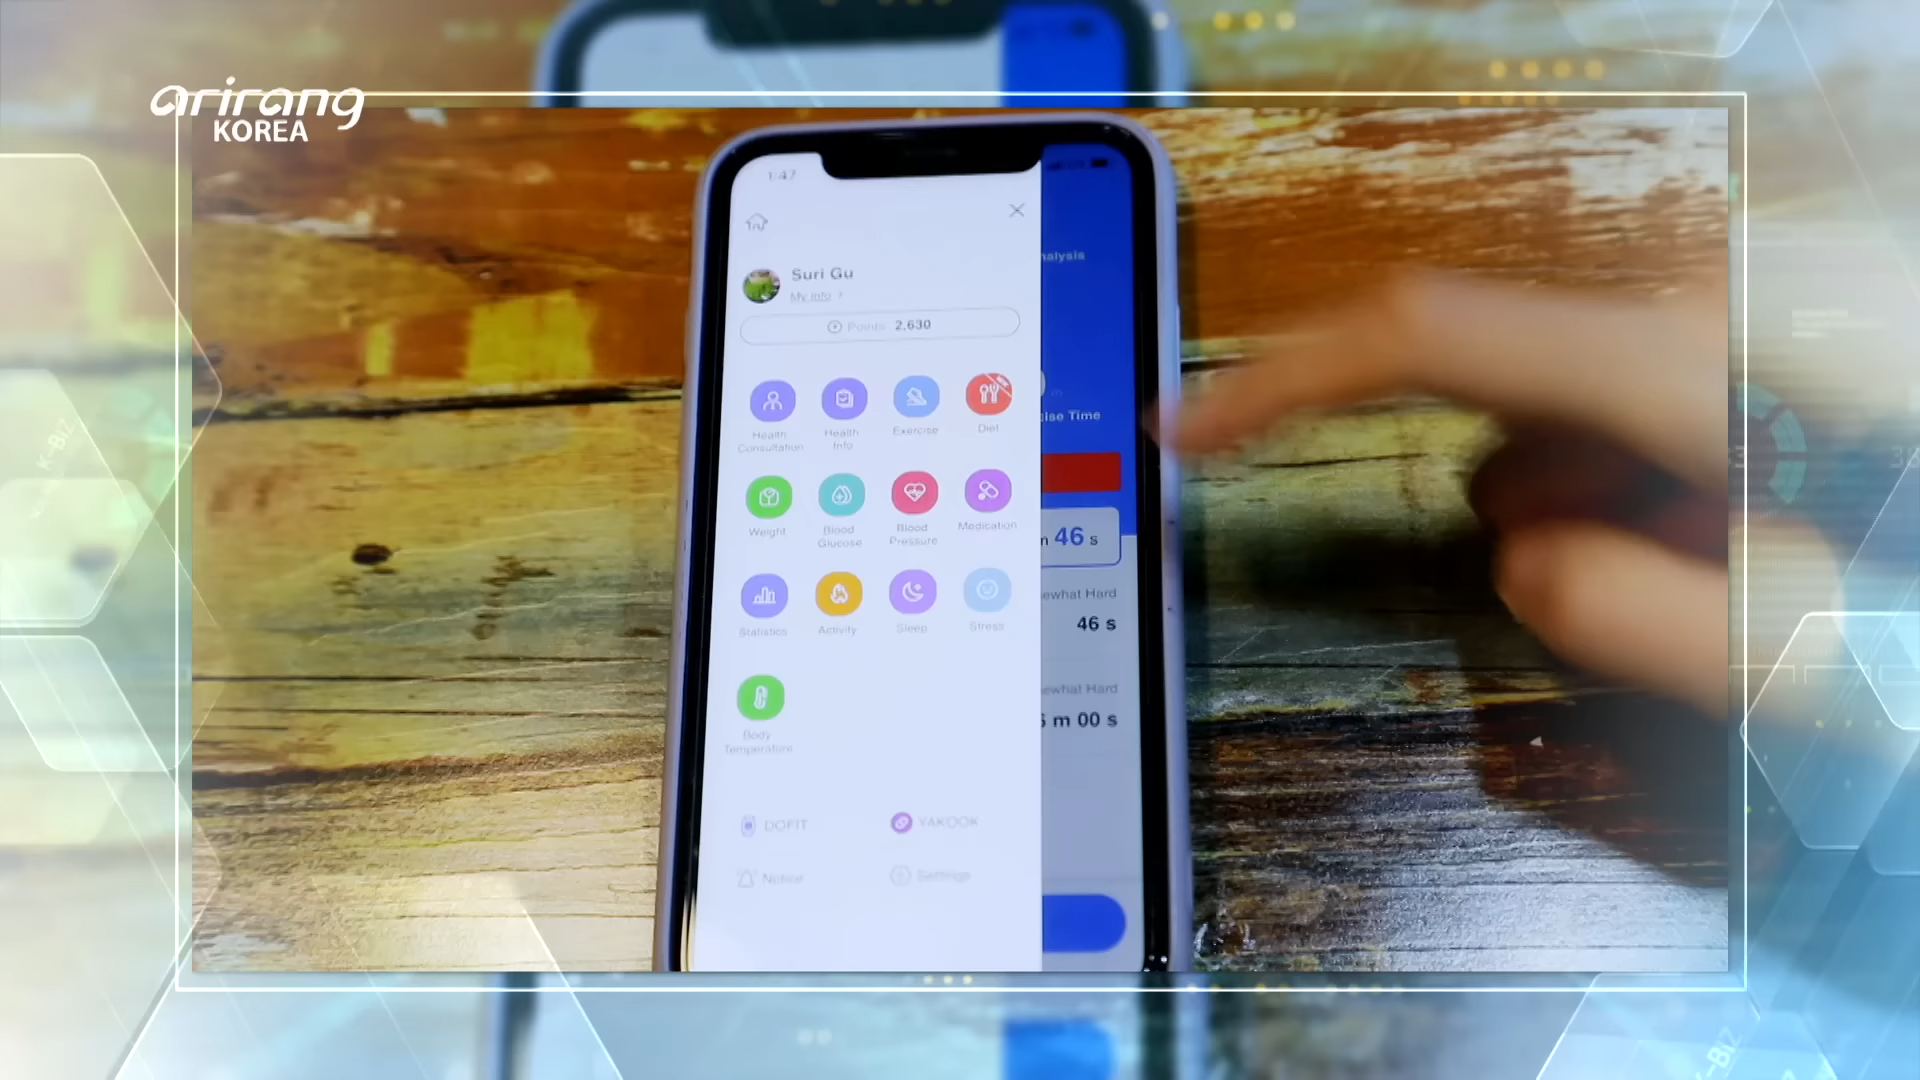 arirang
KOREA
1:47
Suri Gu
My Info
Points 2,630
Health Consultation
Health Info
Exercise
Diet
Weight
Blood Glucose
Blood Pressure
Medication
Statistics
Activity
Sleep
Stress
Body Temperature
DOFIT
YAKOOK
Notice
Settings
nalysis
ise Time
46 s
ewhat Hard
46 s
ewhat Hard
m 00 s
K-BIZ
K-BIZ